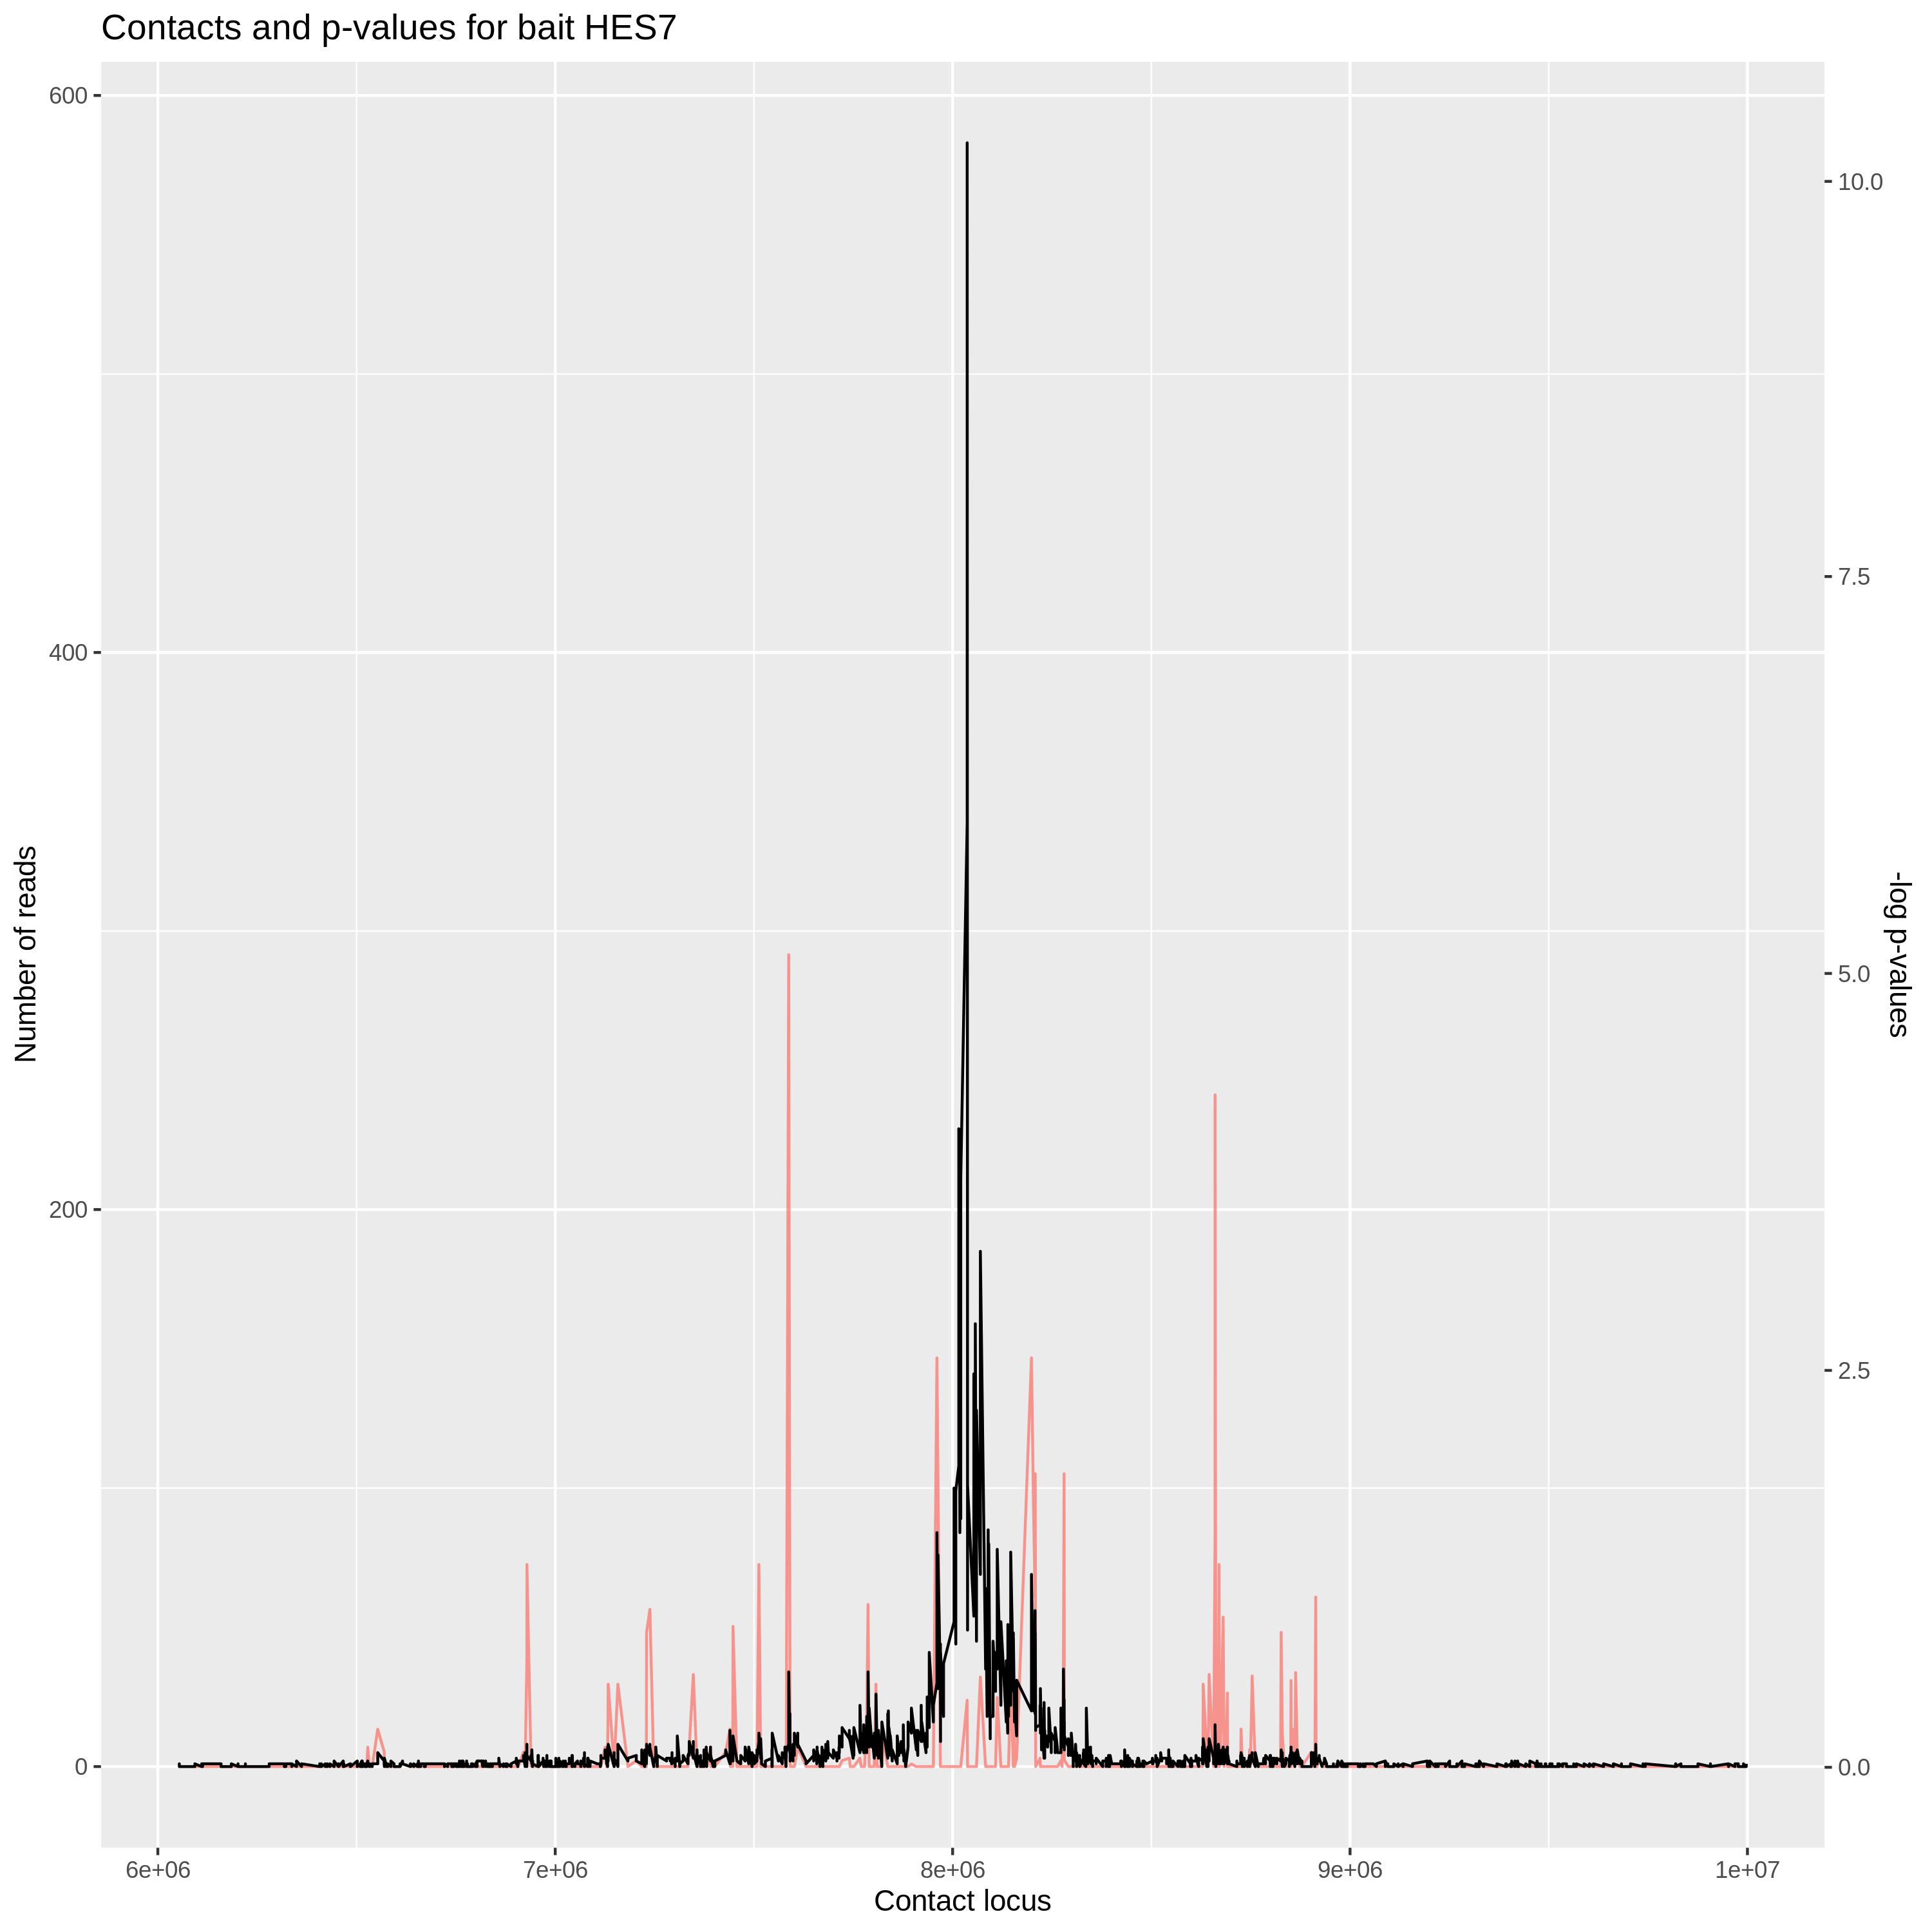 Contacts and p-values for bait HES7
600
400
200
0
Number of reads
10.0
7.5
5.0
2.5
0.0
-log p-values
6e+06
7e+06
8e+06
9e+06
1e+07
Contact locus